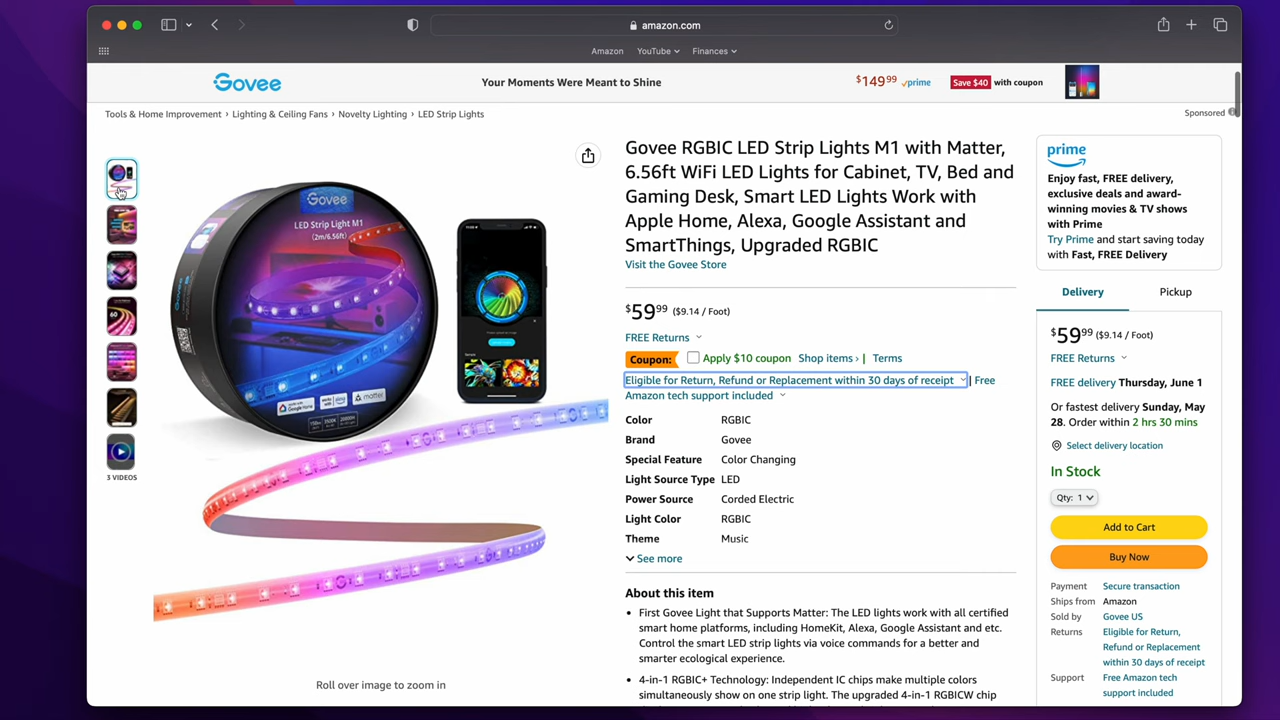 amazon.com
Amazon YouTube Finances
Govee
Your Moments Were Meant to Shine
$149.99 prime Save $40 with coupon
Tools & Home Improvement › Lighting & Ceiling Fans › Novelty Lighting › LED Strip Lights
Sponsored
Govee
LED Strip Light M1
(2m/6.56ft)
Govee
Google Home
matter
3 VIDEOS
Roll over image to zoom in
Govee RGBIC LED Strip Lights M1 with Matter,
6.56ft WiFi LED Lights for Cabinet, TV, Bed and
Gaming Desk, Smart LED Lights Work with
Apple Home, Alexa, Google Assistant and
SmartThings, Upgraded RGBIC
Visit the Govee Store
$59.99 ($9.14 / Foot)
FREE Returns
Coupon: Apply $10 coupon Shop items › | Terms
Eligible for Return, Refund or Replacement within 30 days of receipt | Free
Amazon tech support included
Color RGBIC
Brand Govee
Special Feature Color Changing
Light Source Type LED
Power Source Corded Electric
Light Color RGBIC
Theme Music
See more
About this item
• First Govee Light that Supports Matter: The LED lights work with all certified
smart home platforms, including HomeKit, Alexa, Google Assistant and etc.
Control the smart LED strip lights via voice commands for a better and
smarter ecological experience.
• 4-in-1 RGBIC+ Technology: Independent IC chips make multiple colors
simultaneously show on one strip light. The upgraded 4-in-1 RGBICW chip
prime
Enjoy fast, FREE delivery,
exclusive deals and award-
winning movies & TV shows
with Prime
Try Prime and start saving today
with Fast, FREE Delivery
Delivery Pickup
$59.99 ($9.14 / Foot)
FREE Returns
FREE delivery Thursday, June 1
Or fastest delivery Sunday, May
28. Order within 2 hrs 30 mins
Select delivery location
In Stock
Qty: 1
Add to Cart
Buy Now
Payment Secure transaction
Ships from Amazon
Sold by Govee US
Returns Eligible for Return,
Refund or Replacement
within 30 days of receipt
Support Free Amazon tech
support included